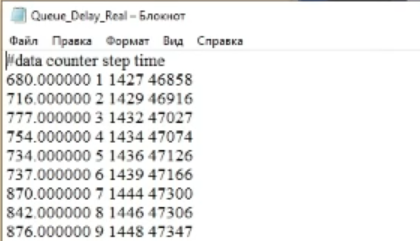 Queue_Delay_Real – Блокнот
Файл Правка Формат Вид Справка
#data counter step time
680.000000 1 1427 46858
716.000000 2 1429 46916
777.000000 3 1432 47027
754.000000 4 1434 47074
734.000000 5 1436 47126
737.000000 6 1439 47166
870.000000 7 1444 47300
842.000000 8 1446 47306
876.000000 9 1448 47347